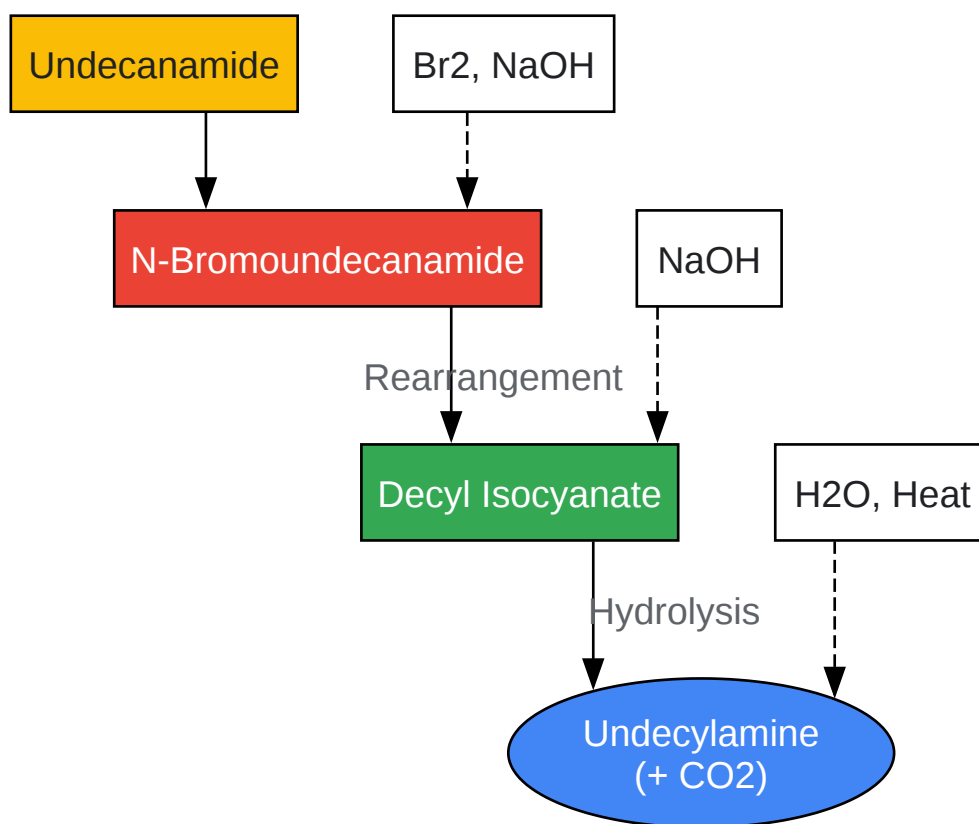 Undecanamide
Br2, NaOH
N-Bromoundecanamide
NaOH
Rearrangement
Decyl Isocyanate
H2O, Heat
Hydrolysis
Undecylamine
(+ CO2)